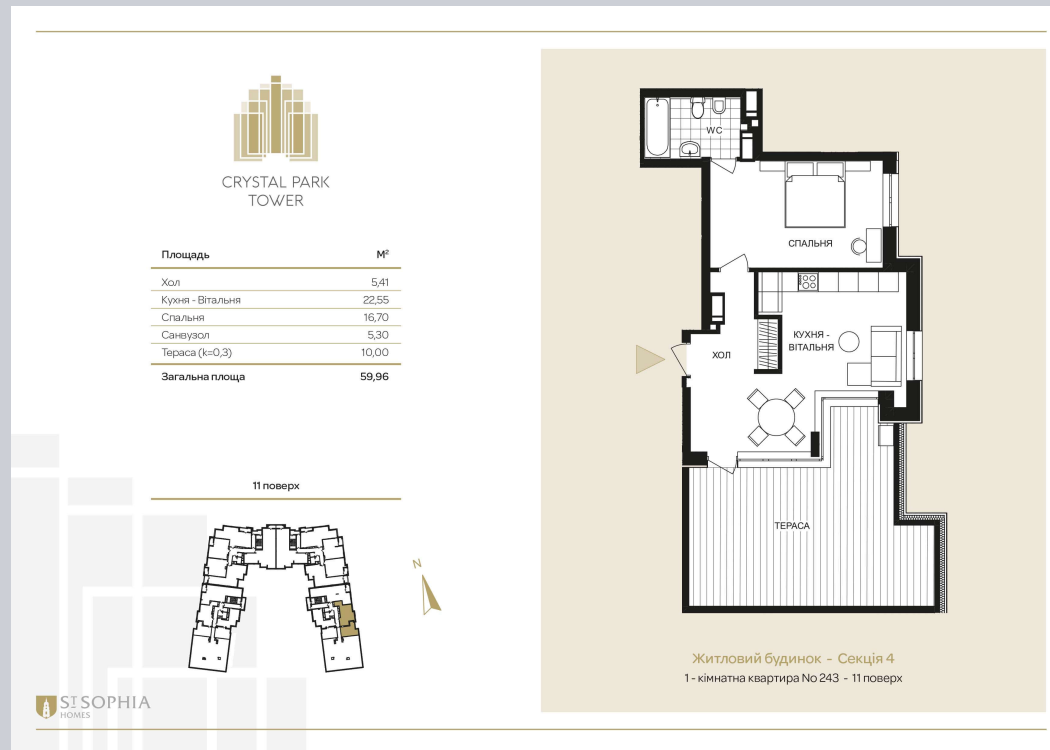 CRYSTAL PARK
TOWER
Площадь М²
Хол 5,41
Кухня - Вітальня 22,55
Спальня 16,70
Санвузол 5,30
Тераса (k=0,3) 10,00
Загальна площа 59,96
11 поверх
N
ST SOPHIA
HOMES
WC
СПАЛЬНЯ
КУХНЯ -
ВІТАЛЬНЯ
ХОЛ
ТЕРАСА
Житловий будинок - Секція 4
1 - кімнатна квартира No 243 - 11 поверх